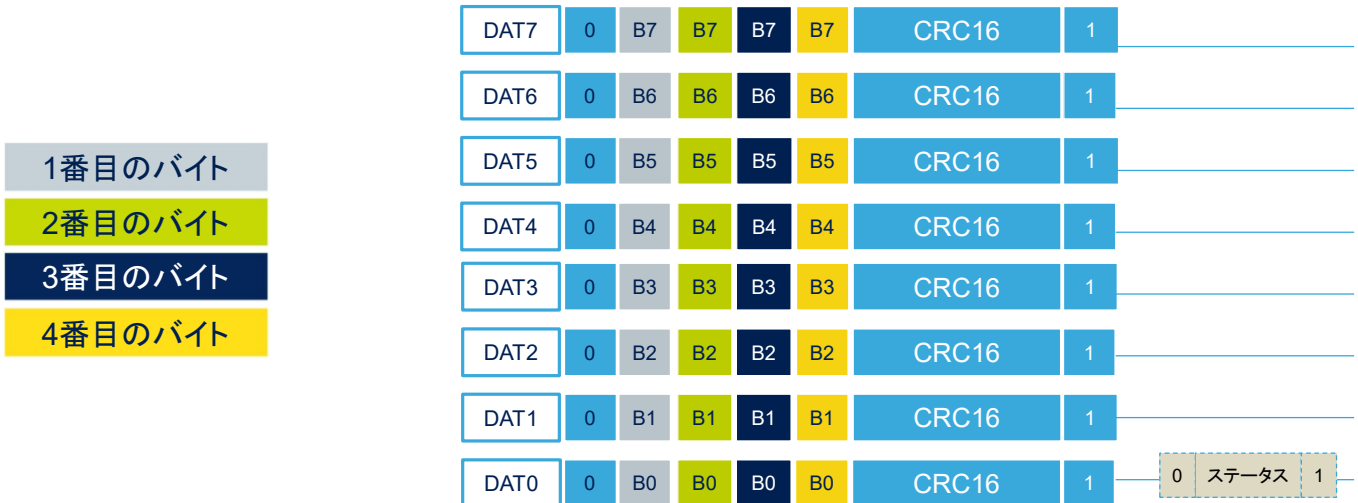 DAT7 0 B7 B7 B7 B7 CRC16 1
DAT6 0 B6 B6 B6 B6 CRC16 1
1番目のバイト
DAT5 0 B5 B5 B5 B5 CRC16 1
2番目のバイト
DAT4 0 B4 B4 B4 B4 CRC16 1
3番目のバイト
DAT3 0 B3 B3 B3 B3 CRC16 1
4番目のバイト
DAT2 0 B2 B2 B2 B2 CRC16 1
DAT1 0 B1 B1 B1 B1 CRC16 1
DAT0 0 B0 B0 B0 B0 CRC16 1 0 ステータス 1